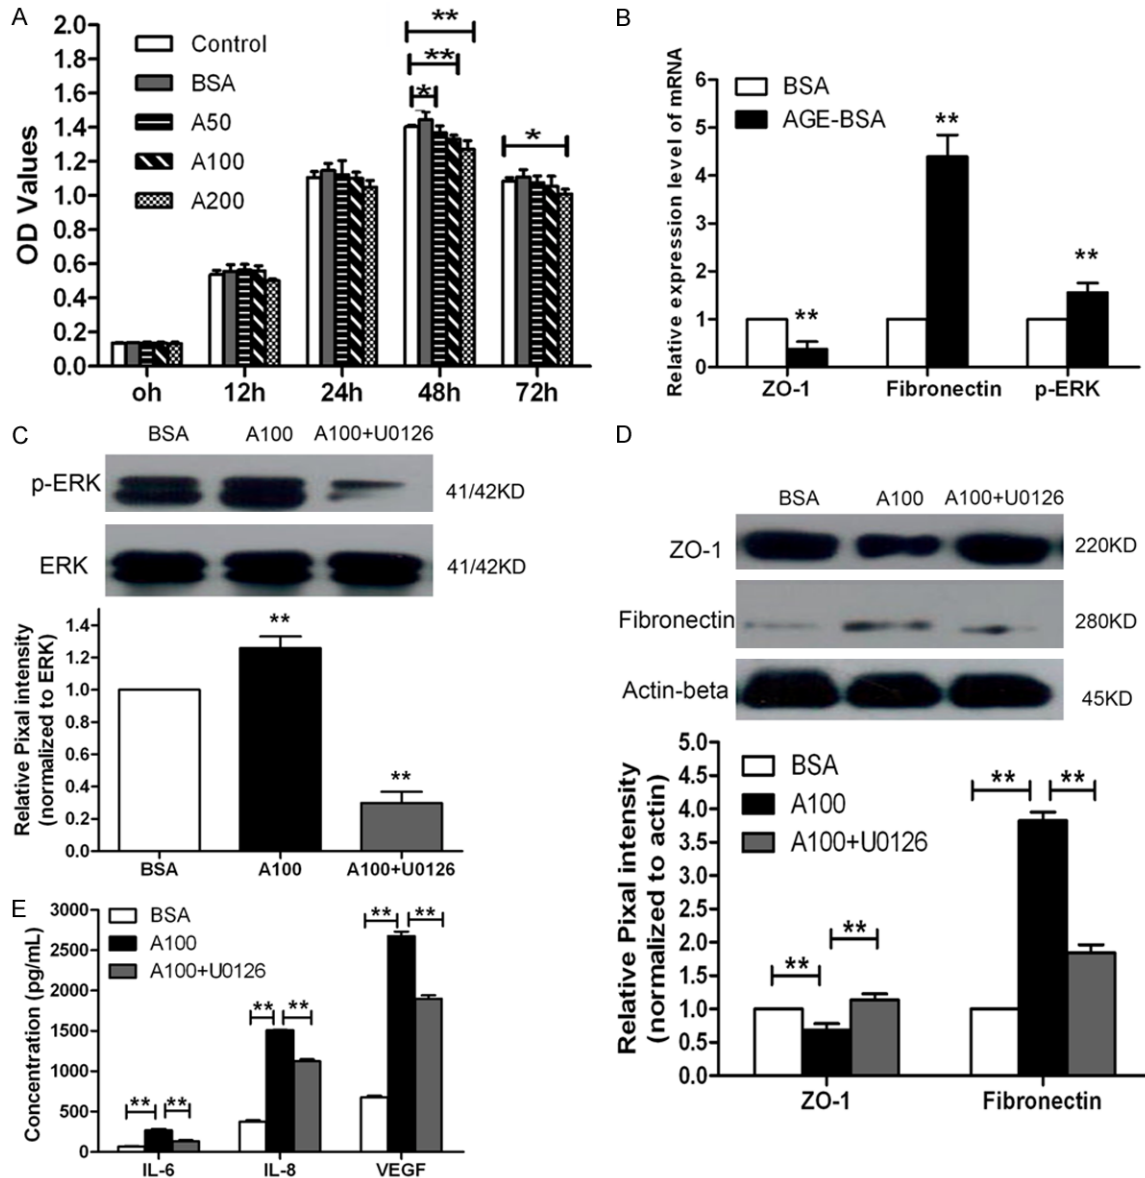 A
OD Values
2.0
1.8
1.6
1.4
1.2
1.0
0.8
0.6
0.4
0.2
0.0
Control
BSA
A50
A100
A200
**
**
*
*
oh 12h 24h 48h 72h
B
Relative expression level of mRNA
6
5
4
3
2
1
0
BSA
AGE-BSA
** ** **
ZO-1 Fibronectin p-ERK
C
BSA A100 A100+U0126
p-ERK 41/42KD
ERK 41/42KD
Relative Pixal intensity
(normalized to ERK)
1.4
1.2
1.0
0.8
0.6
0.4
0.2
0.0
**
**
BSA A100 A100+U0126
D
BSA A100 A100+U0126
ZO-1 220KD
Fibronectin 280KD
Actin-beta 45KD
Relative Pixal intensity
(normalized to actin)
5.0
4.5
4.0
3.5
3.0
2.5
2.0
1.5
1.0
0.5
0.0
BSA
A100
A100+U0126
** **
** **
ZO-1 Fibronectin
E
Concentration (pg/mL)
3000
2500
2000
1500
1000
500
0
BSA
A100
A100+U0126
** **
** **
** **
IL-6 IL-8 VEGF